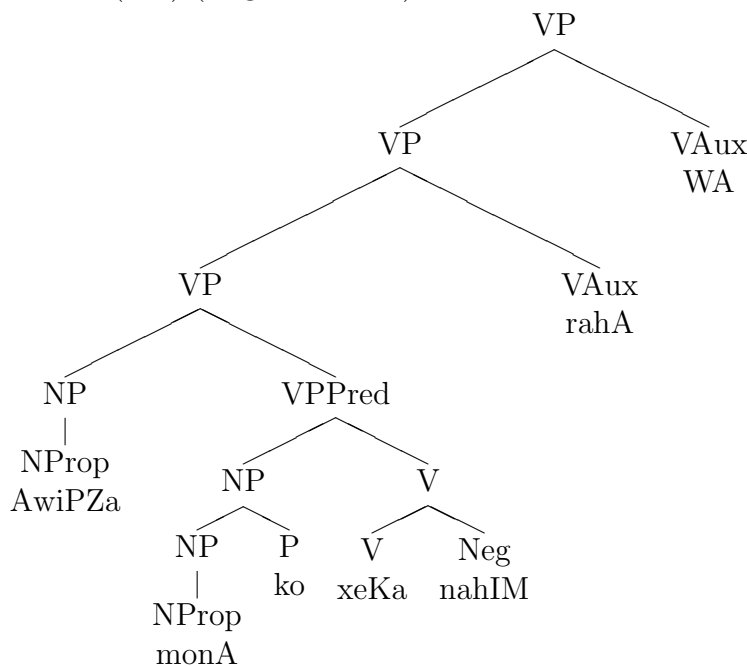 VP
VP VAux
WA
VP VAux
rahA
NP VPPred
NProp NP V
AwiPZa
NP P V Neg
ko xeKa nahIM
NProp
monA